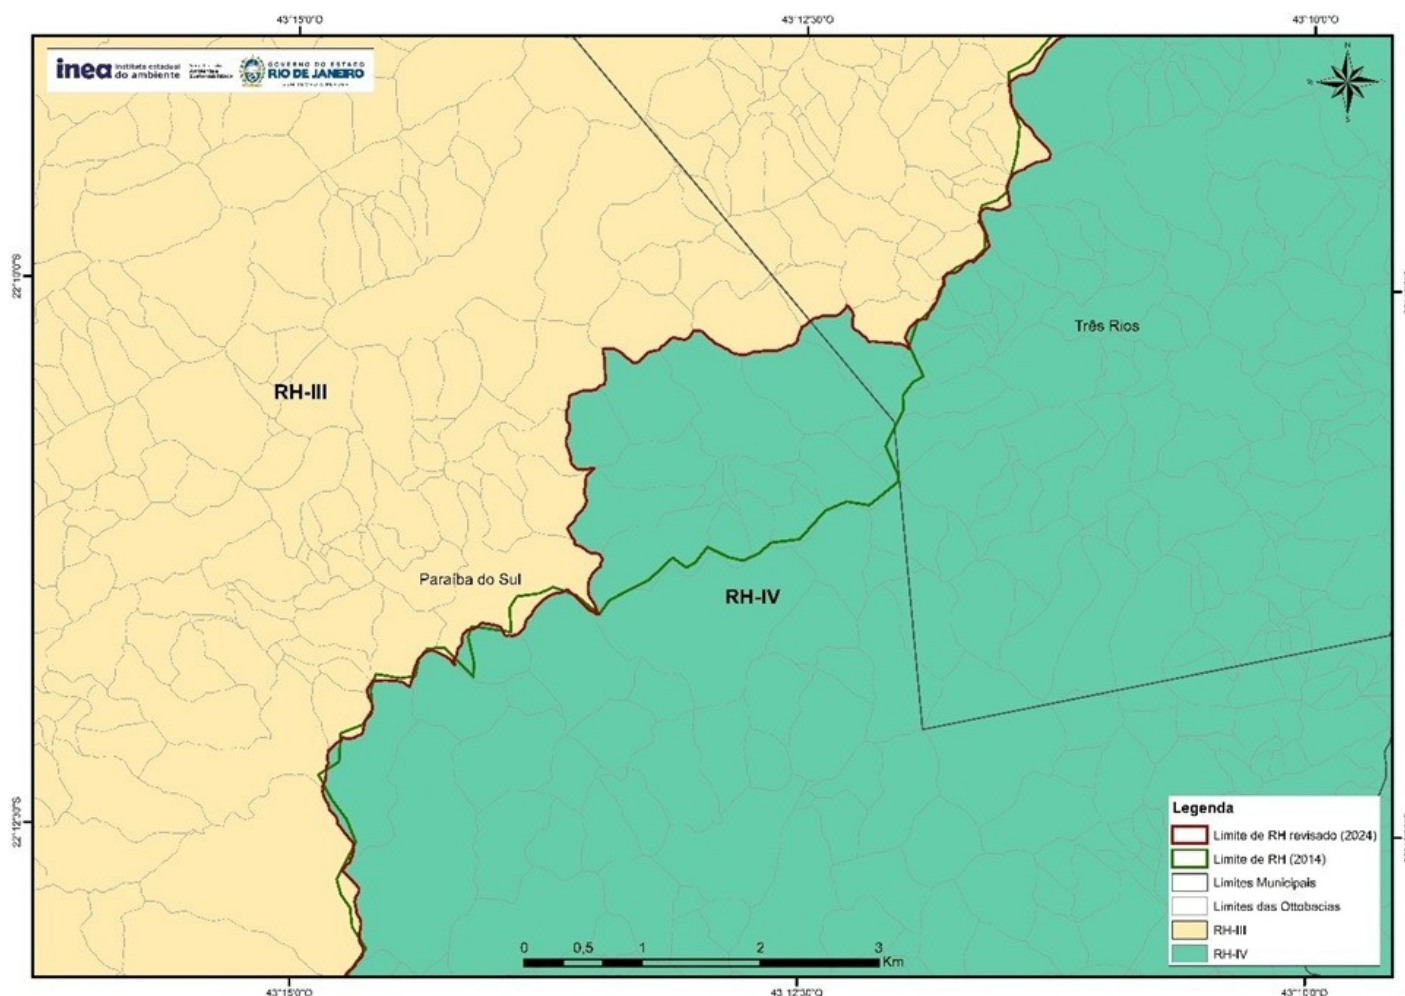 43°15'0"O
43°12'30"O
43°10'0"O
inea instituto estadual do ambiente
GOVERNO DO ESTADO
RIO DE JANEIRO
N
S
22°10'0"S
Três Rios
RH-III
Paraíba do Sul
RH-IV
22°12'30"S
Legenda
Limite de RH revisado (2024)
Limite de RH (2014)
Limites Municipais
Limites das Ottobacias
RH-III
RH-IV
0 0,5 1 2 3
Km
43°15'0"O
43°12'30"O
43°10'0"O